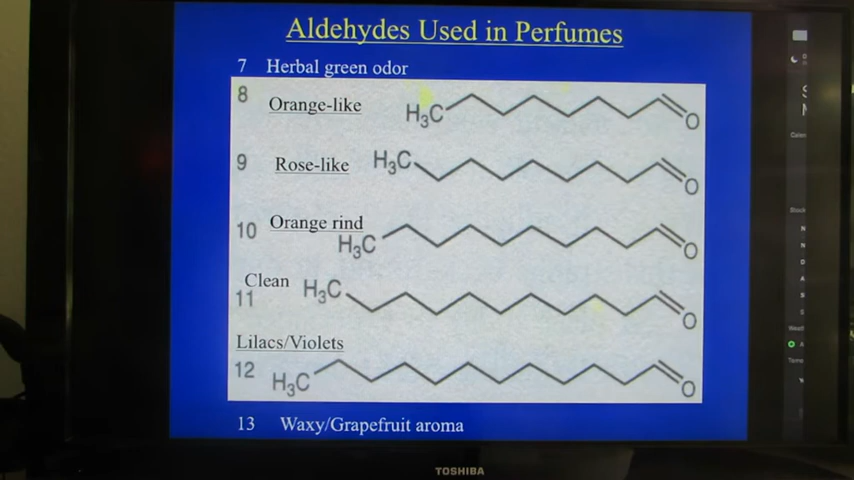 Aldehydes Used in Perfumes
7 Herbal green odor
8 Orange-like H₃C O
9 Rose-like H₃C O
10 Orange rind H₃C O
Clean
11 H₃C O
Lilacs/Violets
12 H₃C O
13 Waxy/Grapefruit aroma
TOSHIBA